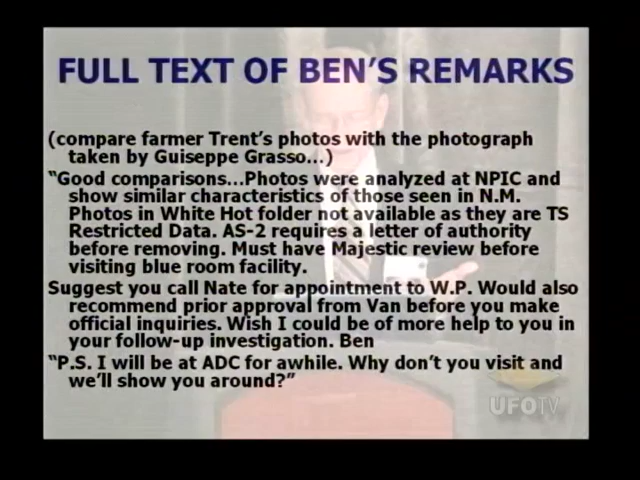 FULL TEXT OF BEN'S REMARKS
(compare farmer Trent's photos with the photograph
taken by Guiseppe Grasso...)
"Good comparisons...Photos were analyzed at NPIC and
show similar characteristics of those seen in N.M.
Photos in White Hot folder not available as they are TS
Restricted Data. AS-2 requires a letter of authority
before removing. Must have Majestic review before
visiting blue room facility.
Suggest you call Nate for appointment to W.P. Would also
recommend prior approval from Van before you make
official inquiries. Wish I could be of more help to you in
your follow-up investigation. Ben
"P.S. I will be at ADC for awhile. Why don't you visit and
we'll show you around?"
UFOTV